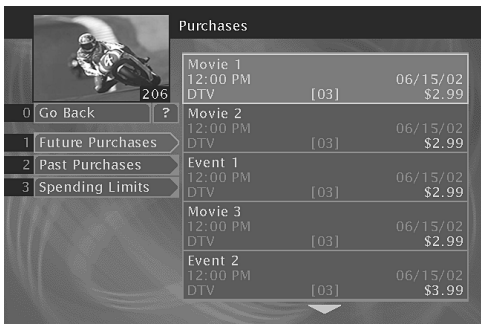 Purchases
206
0 Go Back ?
1 Future Purchases
2 Past Purchases
3 Spending Limits
Movie 1
12:00 PM 06/15/02
DTV [03] $2.99
Movie 2
12:00 PM 06/15/02
DTV [03] $2.99
Event 1
12:00 PM 06/15/02
DTV [03] $2.99
Movie 3
12:00 PM 06/15/02
DTV [03] $2.99
Event 2
12:00 PM 06/15/02
DTV [03] $3.99